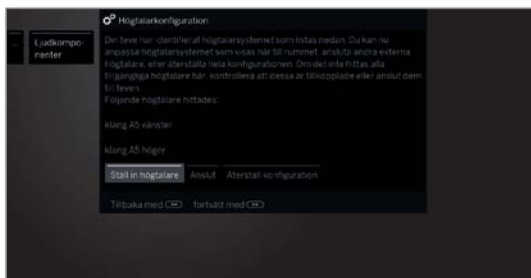 Högtalarkonfiguration
... Ljudkompo-
nenter
Din teve har identifierat högtalarsystemet som listas nedan. Du kan nu
anpassa högtalarsystemet som visas här till rummet, ansluta andra externa
högtalare, eller återställa hela konfigurationen. Om det inte hittas alla
tillgängliga högtalare här, kontrollera att dessa är tillkopplade eller anslut dem
till teven.
Följande högtalare hittades:
klang A5 vänster
klang A5 höger
Ställ in högtalare Anslut Återställ konfiguration
Tillbaka med fortsätt med